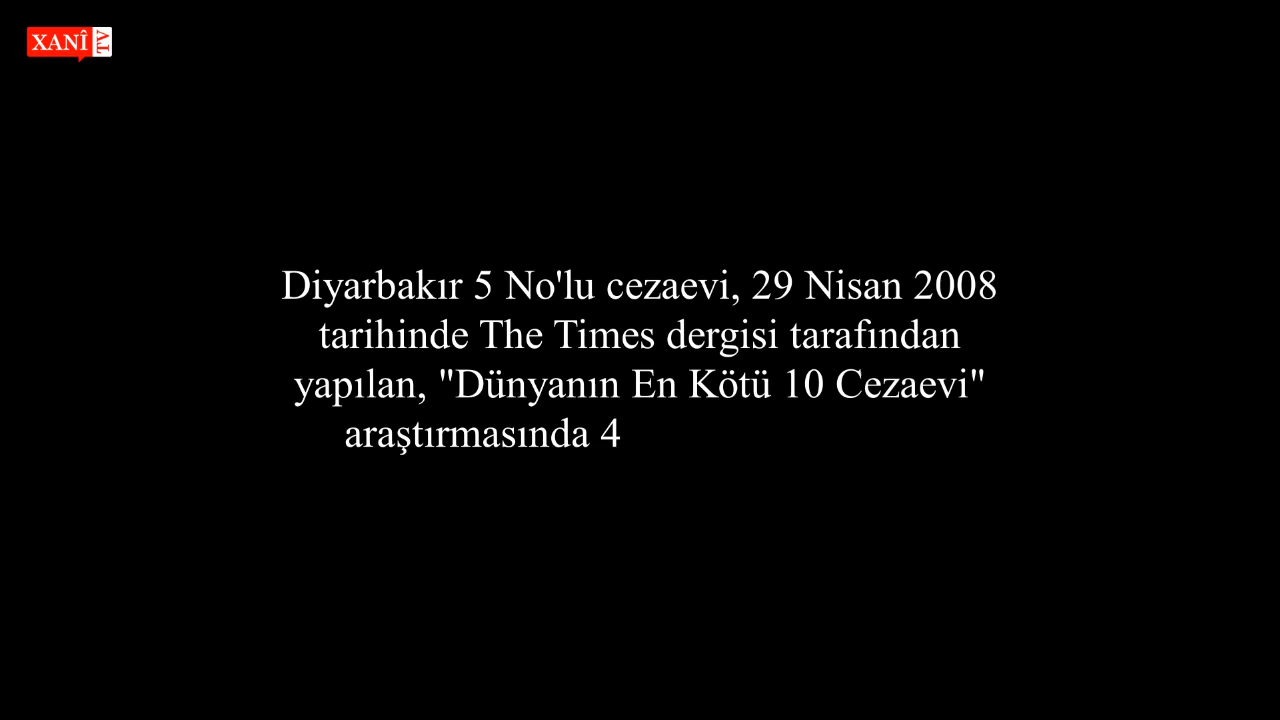 XANÎ TV
Diyarbakır 5 No'lu cezaevi, 29 Nisan 2008
tarihinde The Times dergisi tarafından
yapılan, "Dünyanın En Kötü 10 Cezaevi"
araştırmasında 4